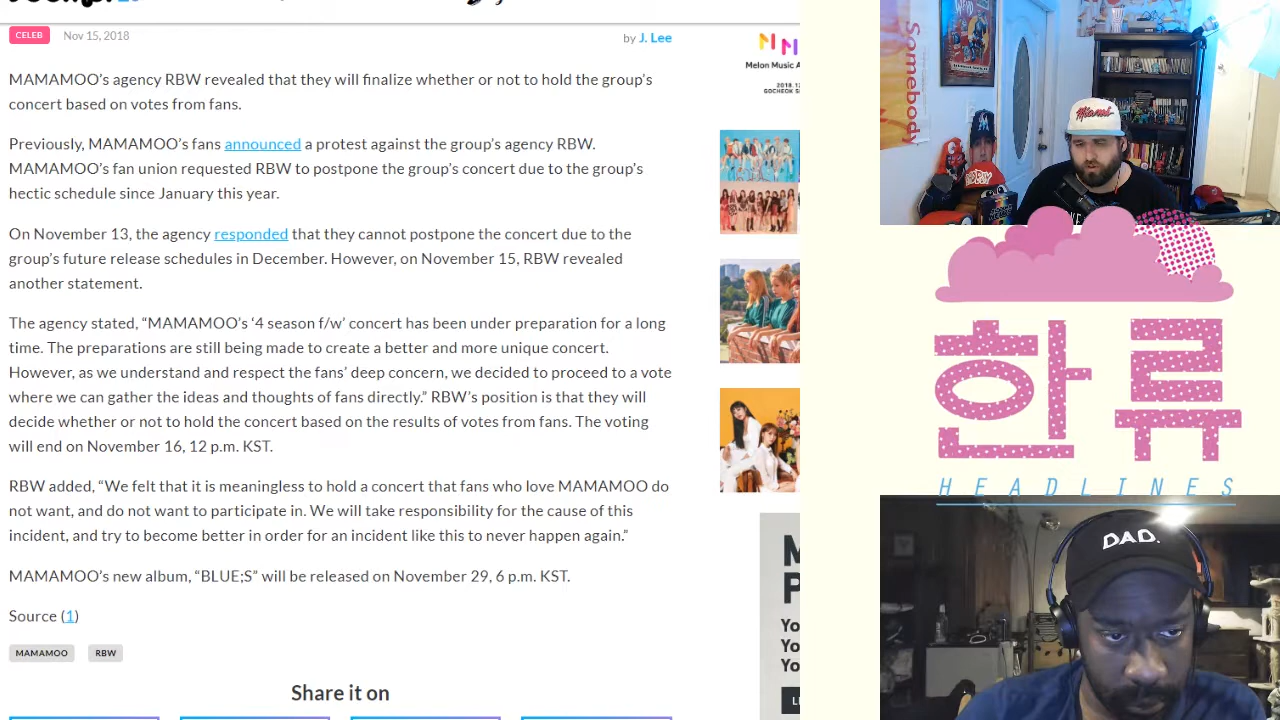 CELEB
Nov 15, 2018
by J. Lee
MAMAMOO's agency RBW revealed that they will finalize whether or not to hold the group's
concert based on votes from fans.
Previously, MAMAMOO's fans announced a protest against the group's agency RBW.
MAMAMOO's fan union requested RBW to postpone the group's concert due to the group's
hectic schedule since January this year.
On November 13, the agency responded that they cannot postpone the concert due to the
group's future release schedules in December. However, on November 15, RBW revealed
another statement.
The agency stated, “MAMAMOO's ‘4 season f/w’ concert has been under preparation for a long
time. The preparations are still being made to create a better and more unique concert.
However, as we understand and respect the fans’ deep concern, we decided to proceed to a vote
where we can gather the ideas and thoughts of fans directly.” RBW's position is that they will
decide whether or not to hold the concert based on the results of votes from fans. The voting
will end on November 16, 12 p.m. KST.
RBW added, “We felt that it is meaningless to hold a concert that fans who love MAMAMOO do
not want, and do not want to participate in. We will take responsibility for the cause of this
incident, and try to become better in order for an incident like this to never happen again.”
MAMAMOO's new album, “BLUE;S” will be released on November 29, 6 p.m. KST.
Source (1)
MAMAMOO RBW
Share it on
Melon Music A
Yo
Yo
Yo
Somebody
Miami
한류
HEADLINES
DAD.